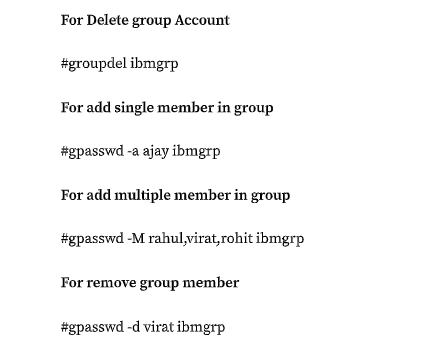 For Delete group Account
#groupdel ibmgrp
For add single member in group
#gpasswd -a ajay ibmgrp
For add multiple member in group
#gpasswd -M rahul,virat,rohit ibmgrp
For remove group member
#gpasswd -d virat ibmgrp